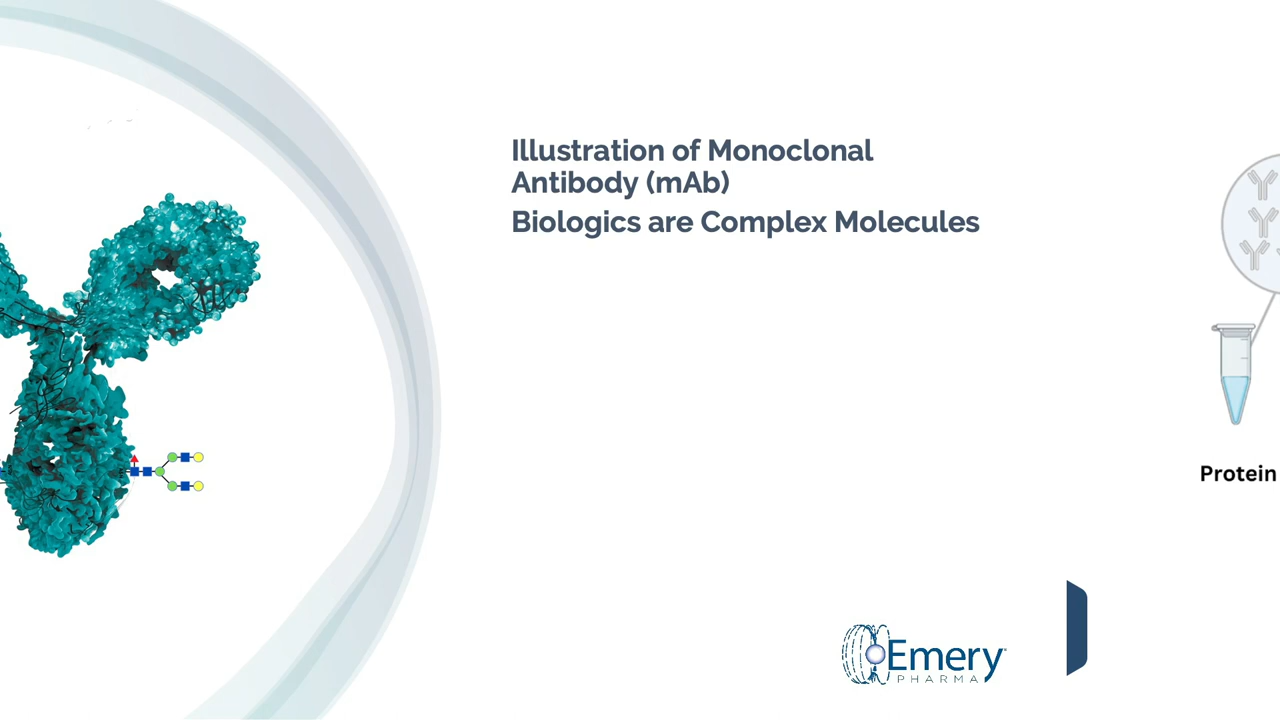 Illustration of Monoclonal
Antibody (mAb)
Biologics are Complex Molecules
Protein
Emery
PHARMA